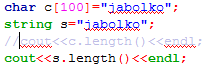 char c[100]="jabolko";
string s="jabolko";
//cout<<c.length()<<endl;
cout<<s.length()<<endl;